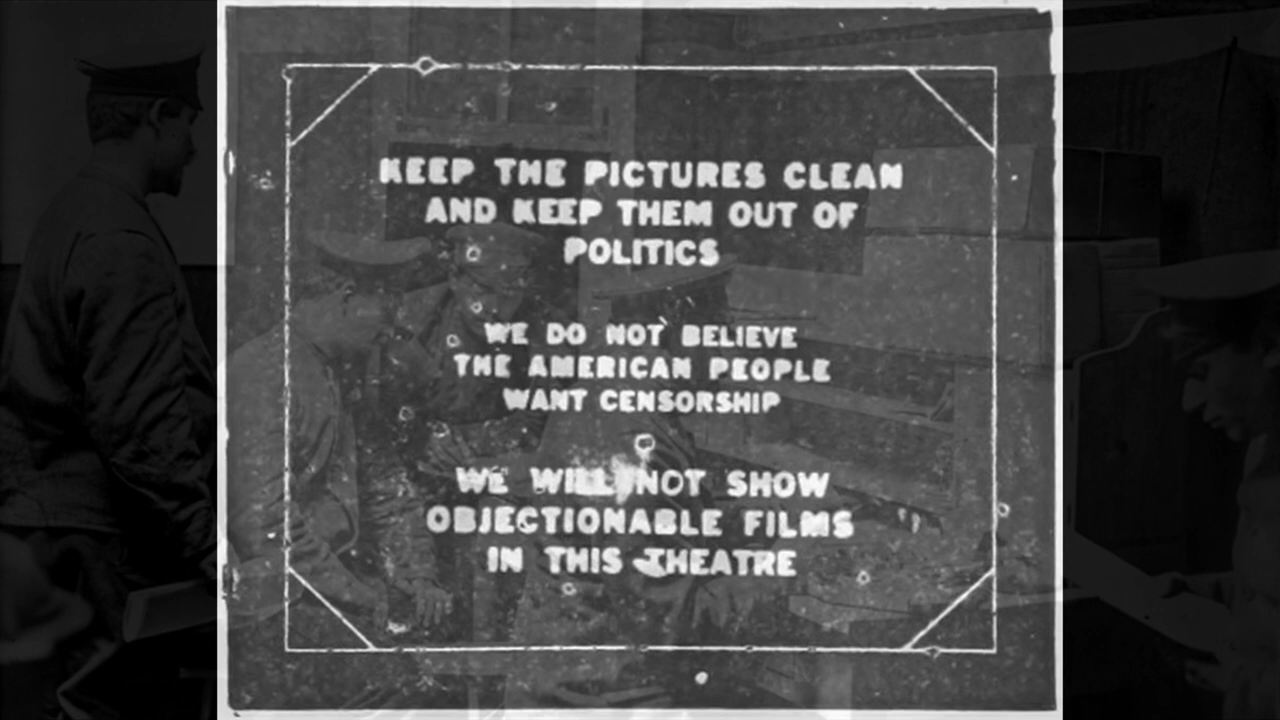 KEEP THE PICTURES CLEAN
AND KEEP THEM OUT OF
POLITICS
WE DO NOT BELIEVE
THE AMERICAN PEOPLE
WANT CENSORSHIP
WE WILL NOT SHOW
OBJECTIONABLE FILMS
IN THIS THEATRE